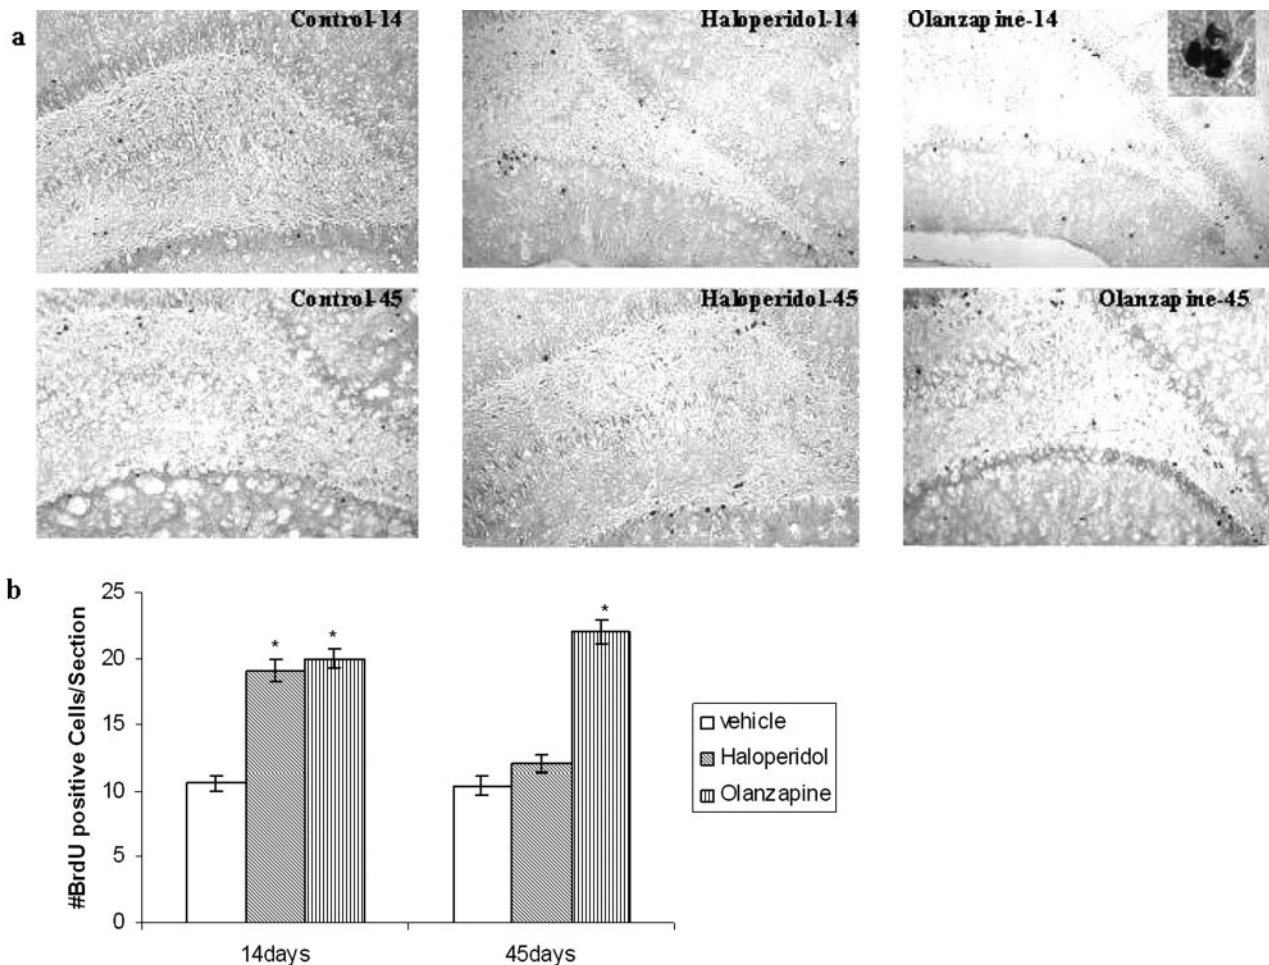 a
Control-14
Haloperidol-14
Olanzapine-14
Control-45
Haloperidol-45
Olanzapine-45
b
#BrdU positive Cells/Section
25
20
15
10
5
0
* * *
14days 45days
vehicle
Haloperidol
Olanzapine